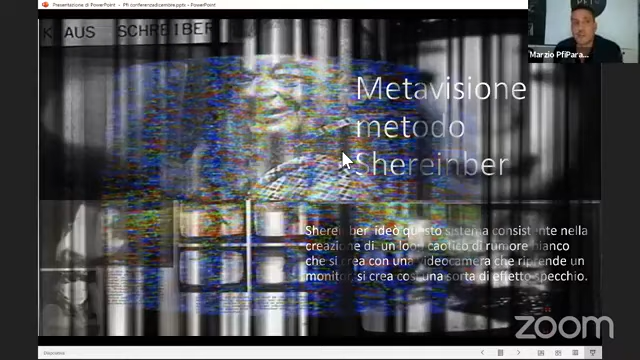 Presentazione di PowerPoint - Pfi conferenzadicembre.pptx - PowerPoint
KLAUS SCHREIBER
Marzio PfiPara...
Metavisione
metodo
Shereinber
Shereinber ideò questo sistema consistente nella
creazione di un loop caotico di rumore bianco
che si crea con una videocamera che riprende un
monitor, si crea così una sorta di effetto specchio.
zoom